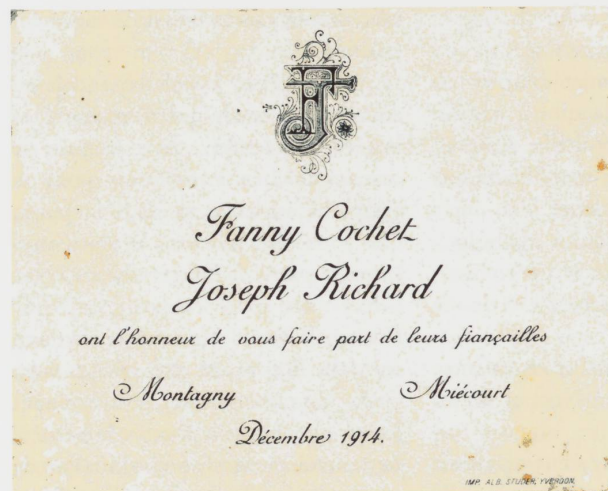 FJ
Fanny Cochet
Joseph Richard
ont l'honneur de vous faire part de leurs fiançailles
Montagny Miécourt
Décembre 1914.
IMP. ALB. STUDER, YVERDON.